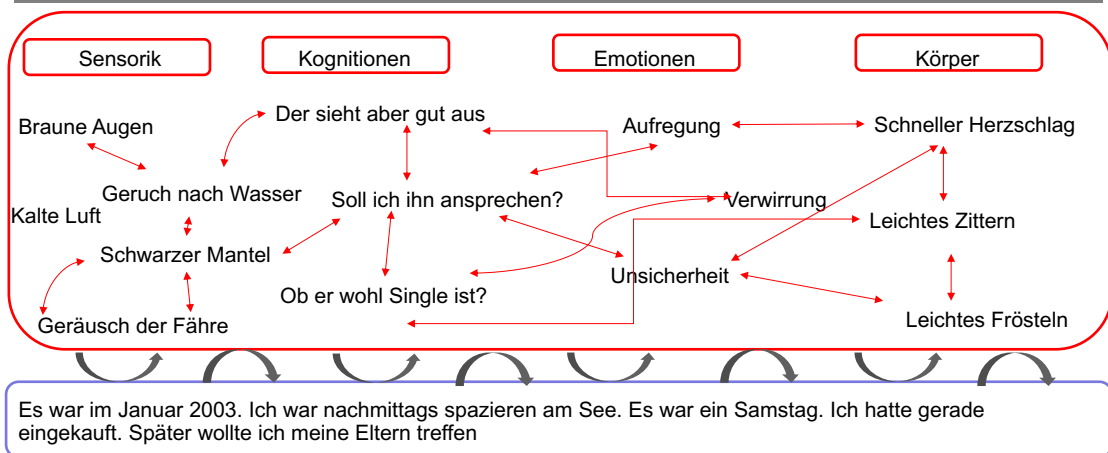 Sensorik
Kognitionen
Emotionen
Körper
Braune Augen
Der sieht aber gut aus
Aufregung
Schneller Herzschlag
Geruch nach Wasser
Soll ich ihn ansprechen?
Verwirrung
Kalte Luft
Leichtes Zittern
Schwarzer Mantel
Unsicherheit
Ob er wohl Single ist?
Geräusch der Fähre
Leichtes Frösteln
Es war im Januar 2003. Ich war nachmittags spazieren am See. Es war ein Samstag. Ich hatte gerade
eingekauft. Später wollte ich meine Eltern treffen